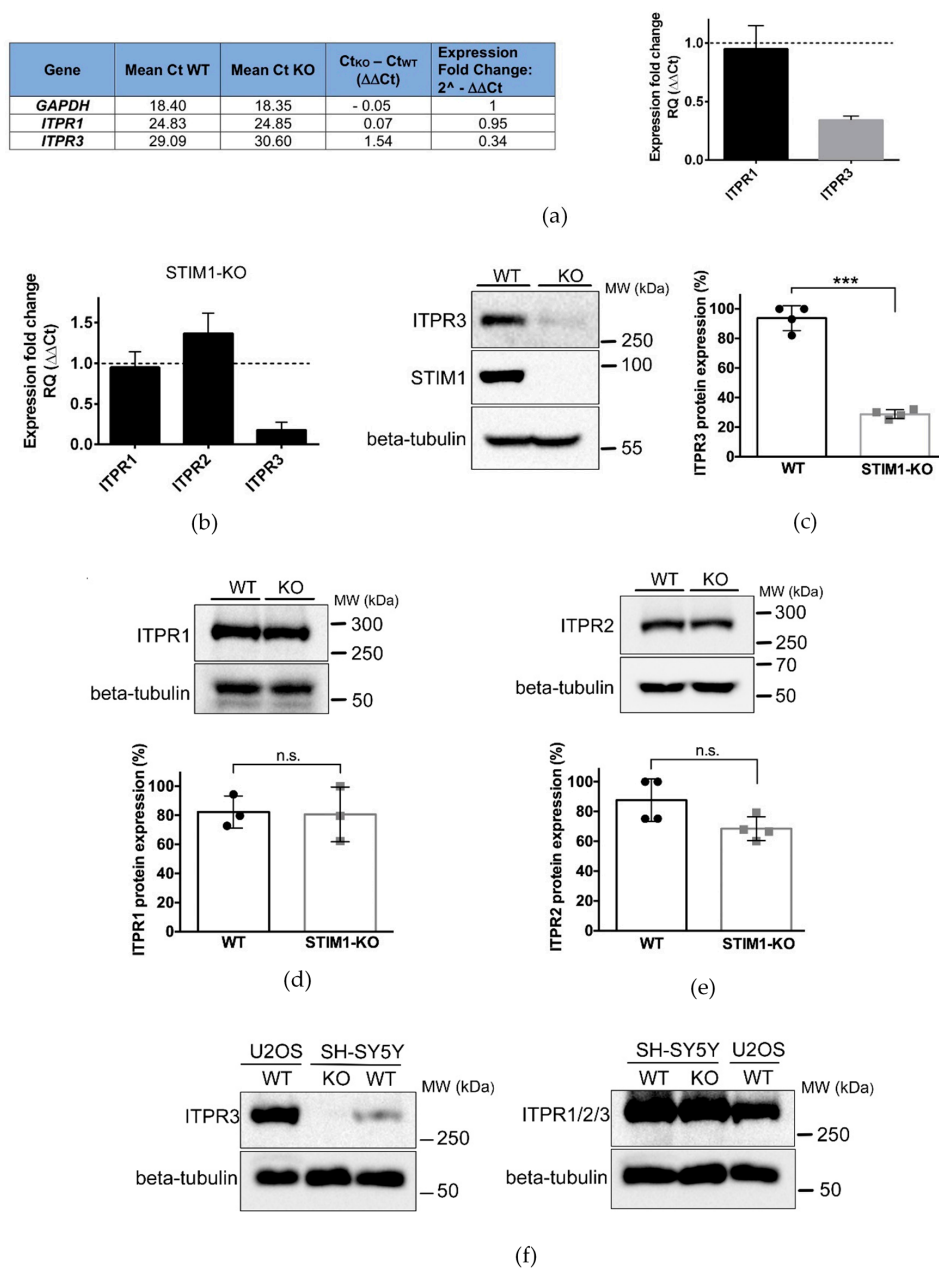 Gene Mean Ct WT Mean Ct KO CtKO – CtWT (ΔΔCt) Expression Fold Change: 2^ - ΔΔCt
GAPDH 18.40 18.35 - 0.05 1
ITPR1 24.83 24.85 0.07 0.95
ITPR3 29.09 30.60 1.54 0.34
Expression fold change
RQ (ΔΔCt)
1.0
0.5
0.0
ITPR1 ITPR3
(a)
STIM1-KO
Expression fold change
RQ (ΔΔCt)
1.5
1.0
0.5
0.0
ITPR1 ITPR2 ITPR3
(b)
WT KO
MW (kDa)
ITPR3
250
100
STIM1
beta-tubulin
55
ITPR3 protein expression (%)
***
100
80
60
40
20
0
WT STIM1-KO
(c)
WT KO
MW (kDa)
300
ITPR1
250
beta-tubulin
50
ITPR1 protein expression (%)
n.s.
100
80
60
40
20
0
WT STIM1-KO
(d)
WT KO
MW (kDa)
300
ITPR2
250
70
beta-tubulin
50
ITPR2 protein expression (%)
n.s.
100
80
60
40
20
0
WT STIM1-KO
(e)
U2OS SH-SY5Y
WT KO WT
MW (kDa)
ITPR3
250
beta-tubulin
50
SH-SY5Y U2OS
WT KO WT
MW (kDa)
ITPR1/2/3
250
beta-tubulin
50
(f)